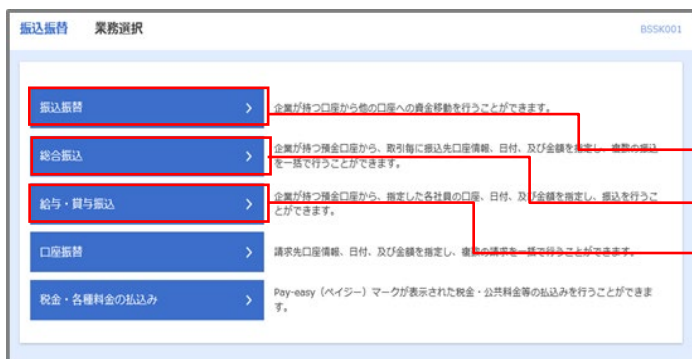 振込振替 業務選択 BSSK001
振込振替 企業が持つ口座から他の口座への資金移動を行うことができます。
総合振込 企業が持つ預金口座から、取引毎に振込先口座情報、日付、及び金額を指定し、複数の振込
を一括で行うことができます。
給与・賞与振込 企業が持つ預金口座から、指定した各社員の口座、日付、及び金額を指定し、振込を行うこ
とができます。
口座振替 請求先口座情報、日付、及び金額を指定し、複数の請求を一括で行うことができます。
税金・各種料金の払込み Pay-easy（ペイジー）マークが表示された税金・公共料金等の払込みを行うことができま
す。